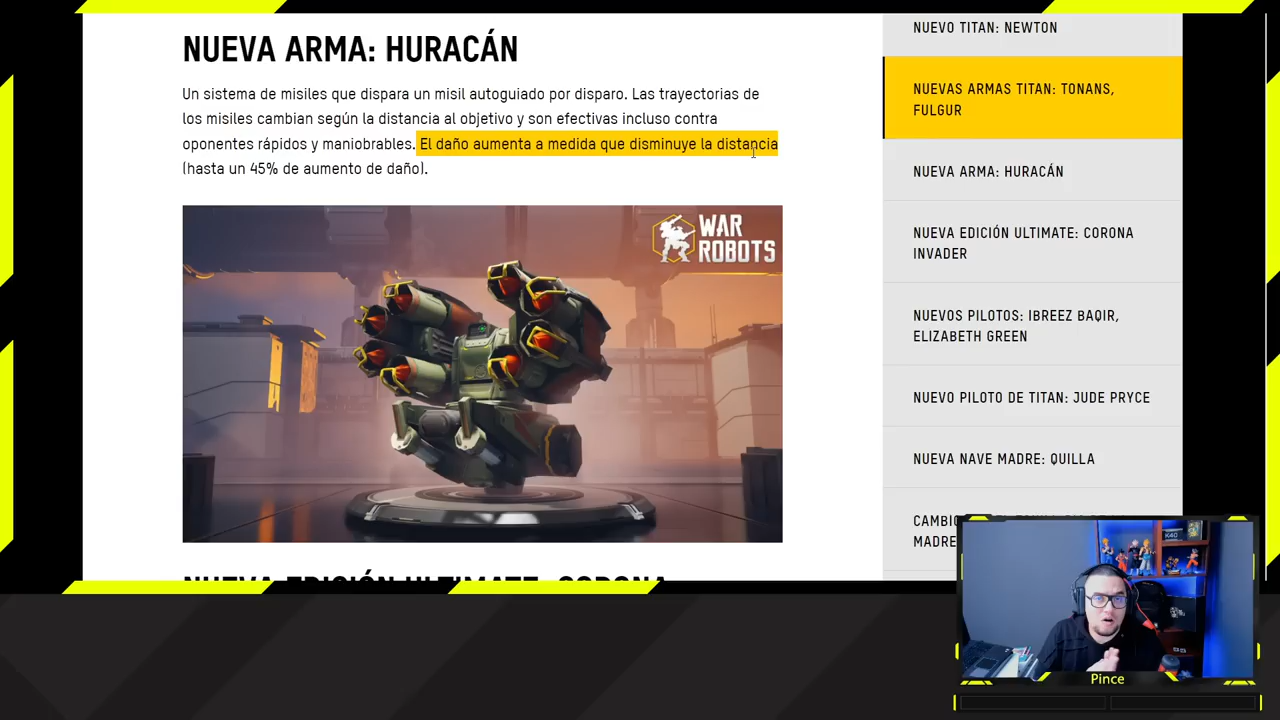 NUEVA ARMA: HURACÁN
Un sistema de misiles que dispara un misil autoguiado por disparo. Las trayectorias de
los misiles cambian según la distancia al objetivo y son efectivas incluso contra
oponentes rápidos y maniobrables. El daño aumenta a medida que disminuye la distancia
(hasta un 45% de aumento de daño).
WAR
ROBOTS
NUEVA EDICIÓN ULTIMATE: CORONA
NUEVO TITAN: NEWTON
NUEVAS ARMAS TITAN: TONANS,
FULGUR
NUEVA ARMA: HURACÁN
NUEVA EDICIÓN ULTIMATE: CORONA
INVADER
NUEVOS PILOTOS: IBREEZ BAQIR,
ELIZABETH GREEN
NUEVO PILOTO DE TITAN: JUDE PRYCE
NUEVA NAVE MADRE: QUILLA
MADRE
Pince